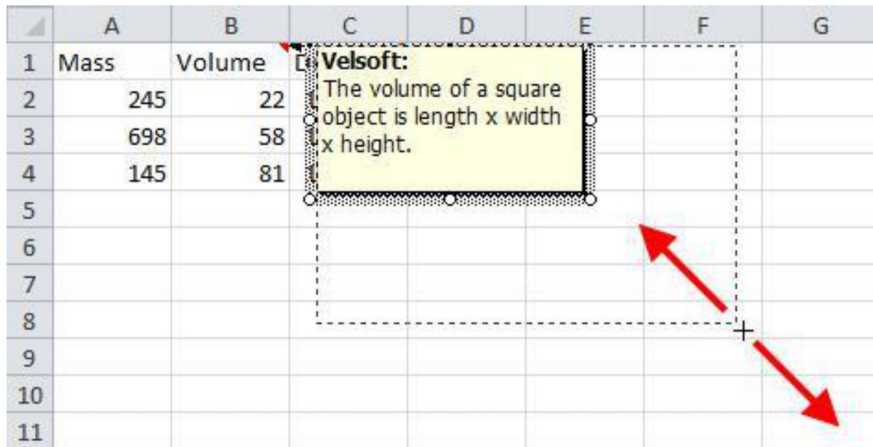 A B C D E F G
1 Mass Volume
2 245 22
3 698 58
4 145 81
5
6
7
8
9
10
11
Velsoft:
The volume of a square
object is length x width
x height.